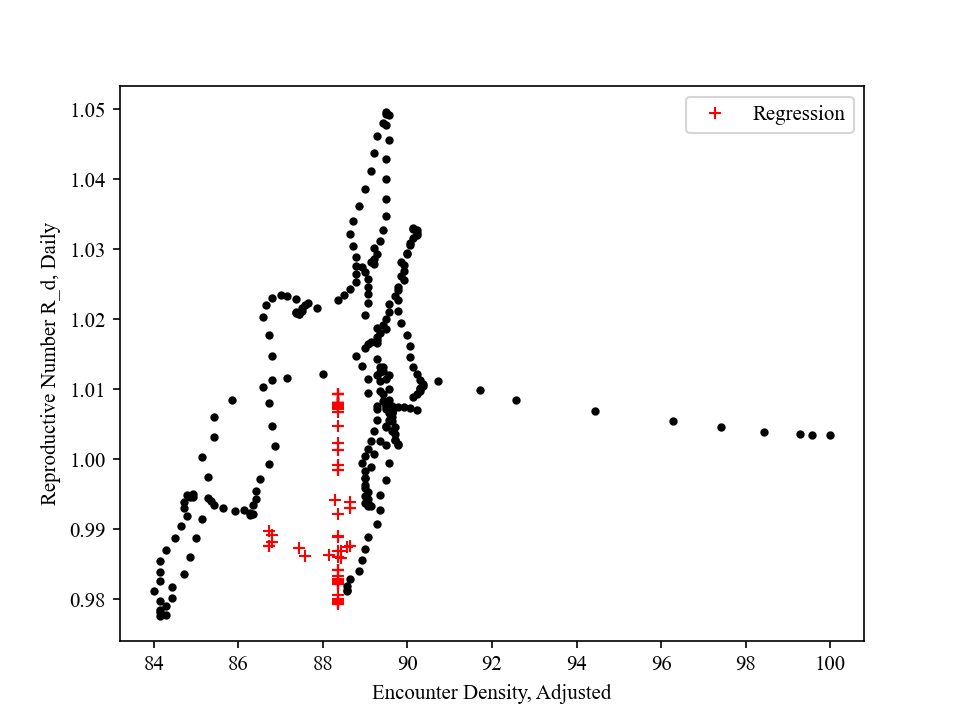 Regression
1.05
1.04
1.03
1.02
1.01
1.00
0.99
0.98
Reproductive Number R_d, Daily
84 86 88 90 92 94 96 98 100
Encounter Density, Adjusted